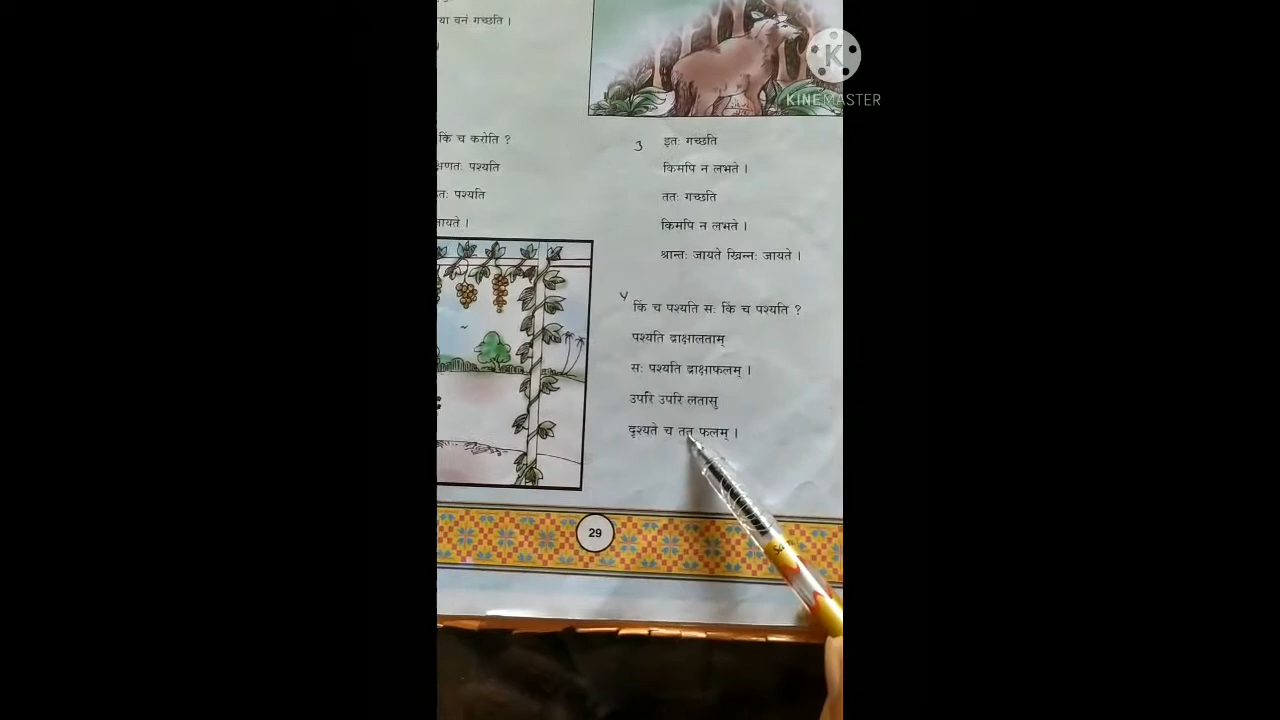 या वनं गच्छति ।
किं च करोति ?
क्षणतः पश्यति
पश्यति
जायते ।
3 इतः गच्छति
किमपि न लभते ।
ततः गच्छति
किमपि न लभते ।
श्रान्तः जायते खिन्नः जायते ।
४ किं च पश्यति सः किं च पश्यति ?
पश्यति द्राक्षालताम्
सः पश्यति द्राक्षाफलम् ।
उपरि उपरि लतासु
दृश्यते च तत् फलम् ।
29
K
KINEMASTER